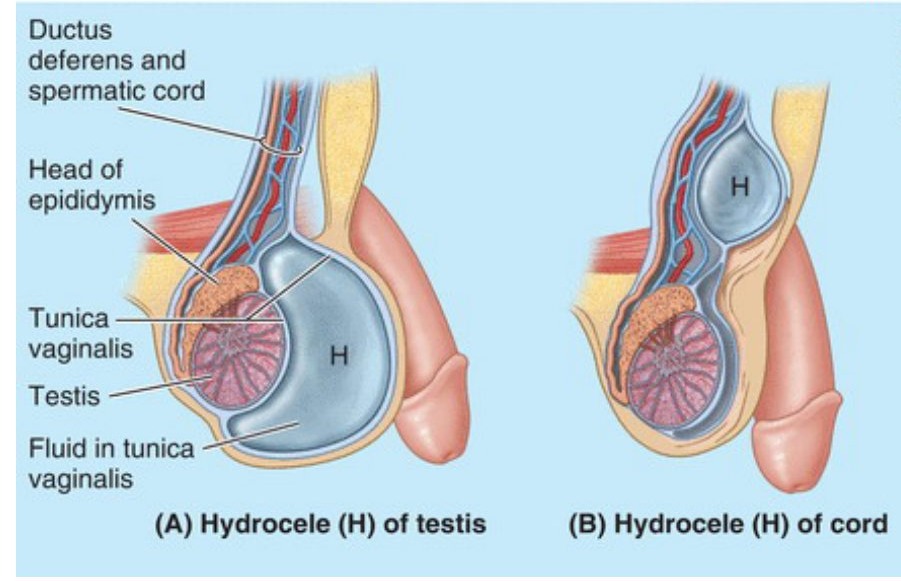 Ductus
deferens and
spermatic cord
Head of
epididymis
Tunica
vaginalis
Testis
Fluid in tunica
vaginalis
H
H
(A) Hydrocele (H) of testis
(B) Hydrocele (H) of cord